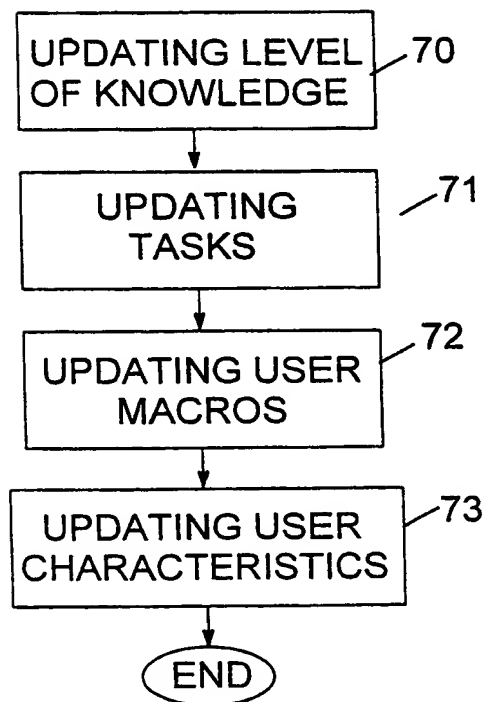 UPDATING LEVEL
OF KNOWLEDGE
70
UPDATING
TASKS
71
UPDATING USER
MACROS
72
UPDATING USER
CHARACTERISTICS
73
END